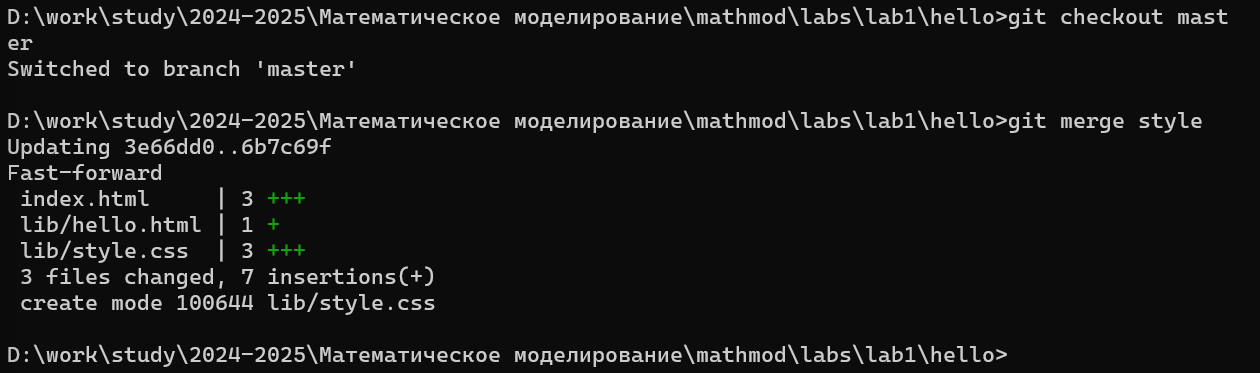 D:\work\study\2024-2025\Математическое моделирование\mathmod\labs\lab1\hello>git checkout mast
er
Switched to branch 'master'
D:\work\study\2024-2025\Математическое моделирование\mathmod\labs\lab1\hello>git merge style
Updating 3e66dd0..6b7c69f
Fast-forward
 index.html     | 3 +++
 lib/hello.html | 1 +
 lib/style.css  | 3 +++
 3 files changed, 7 insertions(+)
 create mode 100644 lib/style.css
D:\work\study\2024-2025\Математическое моделирование\mathmod\labs\lab1\hello>